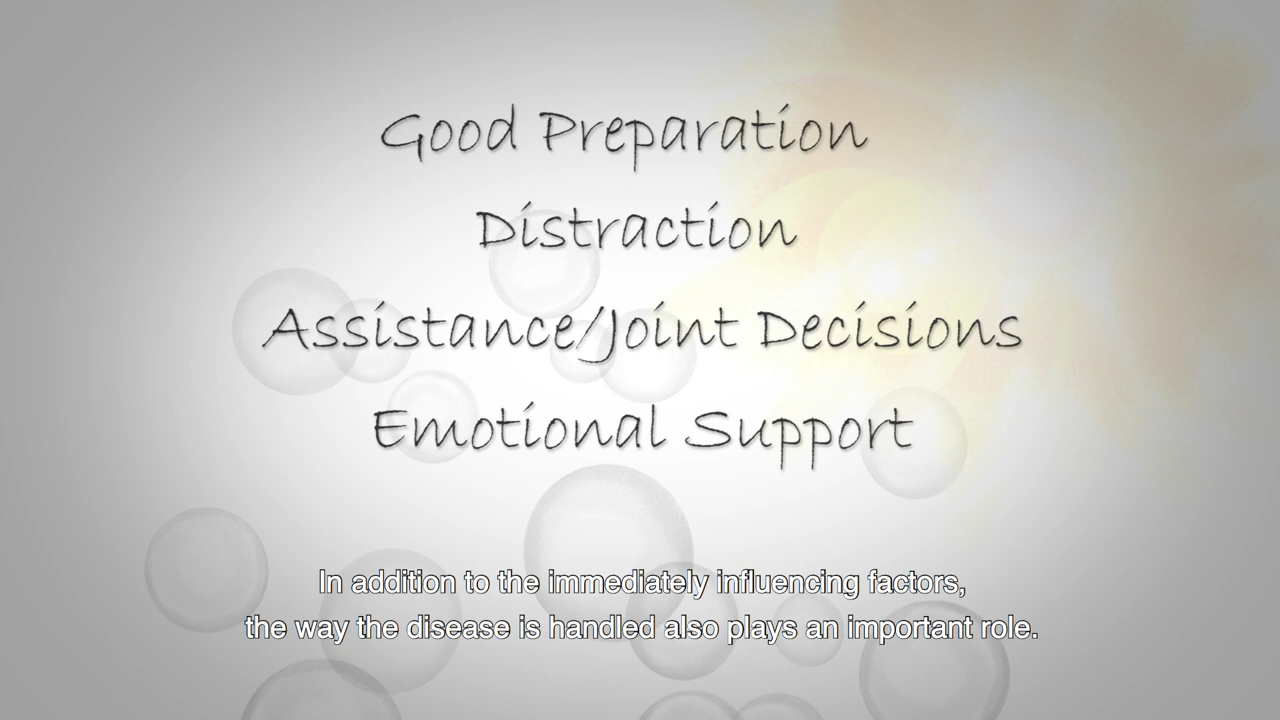 Good Preparation
Distraction
Assistance/Joint Decisions
Emotional Support
In addition to the immediately influencing factors,
the way the disease is handled also plays an important role.